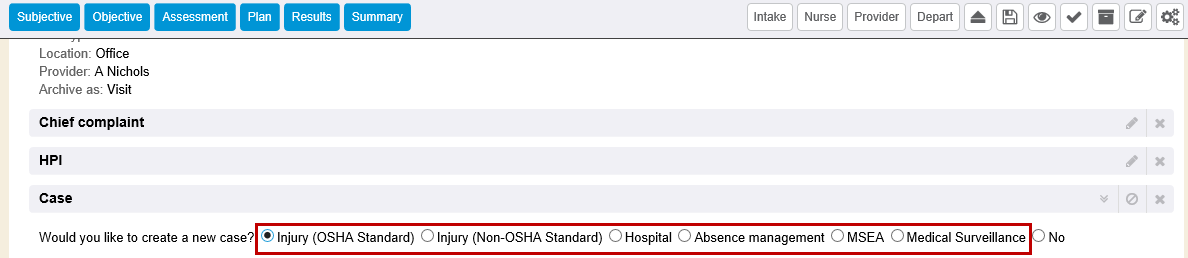 Subjective Objective Assessment Plan Results Summary Intake Nurse Provider Depart
Location: Office
Provider: A Nichols
Archive as: Visit
Chief complaint
HPI
Case
Would you like to create a new case? Injury (OSHA Standard) Injury (Non-OSHA Standard) Hospital Absence management MSEA Medical Surveillance No